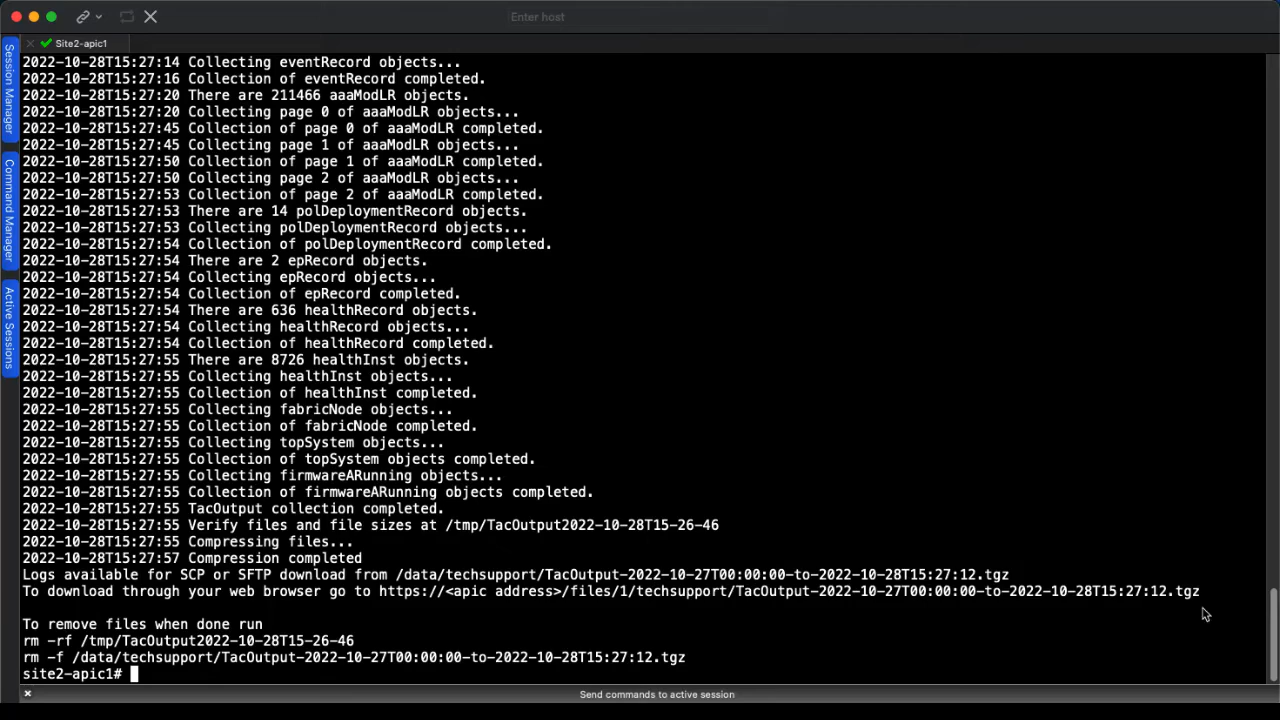 Enter host
Site2-apic1
Session Manager
Command Manager
Active Sessions
2022-10-28T15:27:14 Collecting eventRecord objects...
2022-10-28T15:27:16 Collection of eventRecord completed.
2022-10-28T15:27:20 There are 211466 aaaModLR objects.
2022-10-28T15:27:20 Collecting page 0 of aaaModLR objects...
2022-10-28T15:27:45 Collection of page 0 of aaaModLR completed.
2022-10-28T15:27:45 Collecting page 1 of aaaModLR objects...
2022-10-28T15:27:50 Collection of page 1 of aaaModLR completed.
2022-10-28T15:27:50 Collecting page 2 of aaaModLR objects...
2022-10-28T15:27:53 Collection of page 2 of aaaModLR completed.
2022-10-28T15:27:53 There are 14 polDeploymentRecord objects.
2022-10-28T15:27:53 Collecting polDeploymentRecord objects...
2022-10-28T15:27:54 Collection of polDeploymentRecord completed.
2022-10-28T15:27:54 There are 2 epRecord objects.
2022-10-28T15:27:54 Collecting epRecord objects...
2022-10-28T15:27:54 Collection of epRecord completed.
2022-10-28T15:27:54 There are 636 healthRecord objects.
2022-10-28T15:27:54 Collecting healthRecord objects...
2022-10-28T15:27:54 Collection of healthRecord completed.
2022-10-28T15:27:55 There are 8726 healthInst objects.
2022-10-28T15:27:55 Collecting healthInst objects...
2022-10-28T15:27:55 Collection of healthInst completed.
2022-10-28T15:27:55 Collecting fabricNode objects...
2022-10-28T15:27:55 Collection of fabricNode completed.
2022-10-28T15:27:55 Collecting topSystem objects...
2022-10-28T15:27:55 Collection of topSystem objects completed.
2022-10-28T15:27:55 Collecting firmwareARunning objects...
2022-10-28T15:27:55 Collection of firmwareARunning objects completed.
2022-10-28T15:27:55 TacOutput collection completed.
2022-10-28T15:27:55 Verify files and file sizes at /tmp/TacOutput2022-10-28T15-26-46
2022-10-28T15:27:55 Compressing files...
2022-10-28T15:27:57 Compression completed
Logs available for SCP or SFTP download from /data/techsupport/TacOutput-2022-10-27T00:00:00-to-2022-10-28T15:27:12.tgz
To download through your web browser go to https://<apic address>/files/1/techsupport/TacOutput-2022-10-27T00:00:00-to-2022-10-28T15:27:12.tgz
To remove files when done run
rm -rf /tmp/TacOutput2022-10-28T15-26-46
rm -f /data/techsupport/TacOutput-2022-10-27T00:00:00-to-2022-10-28T15:27:12.tgz
site2-apic1#
Send commands to active session